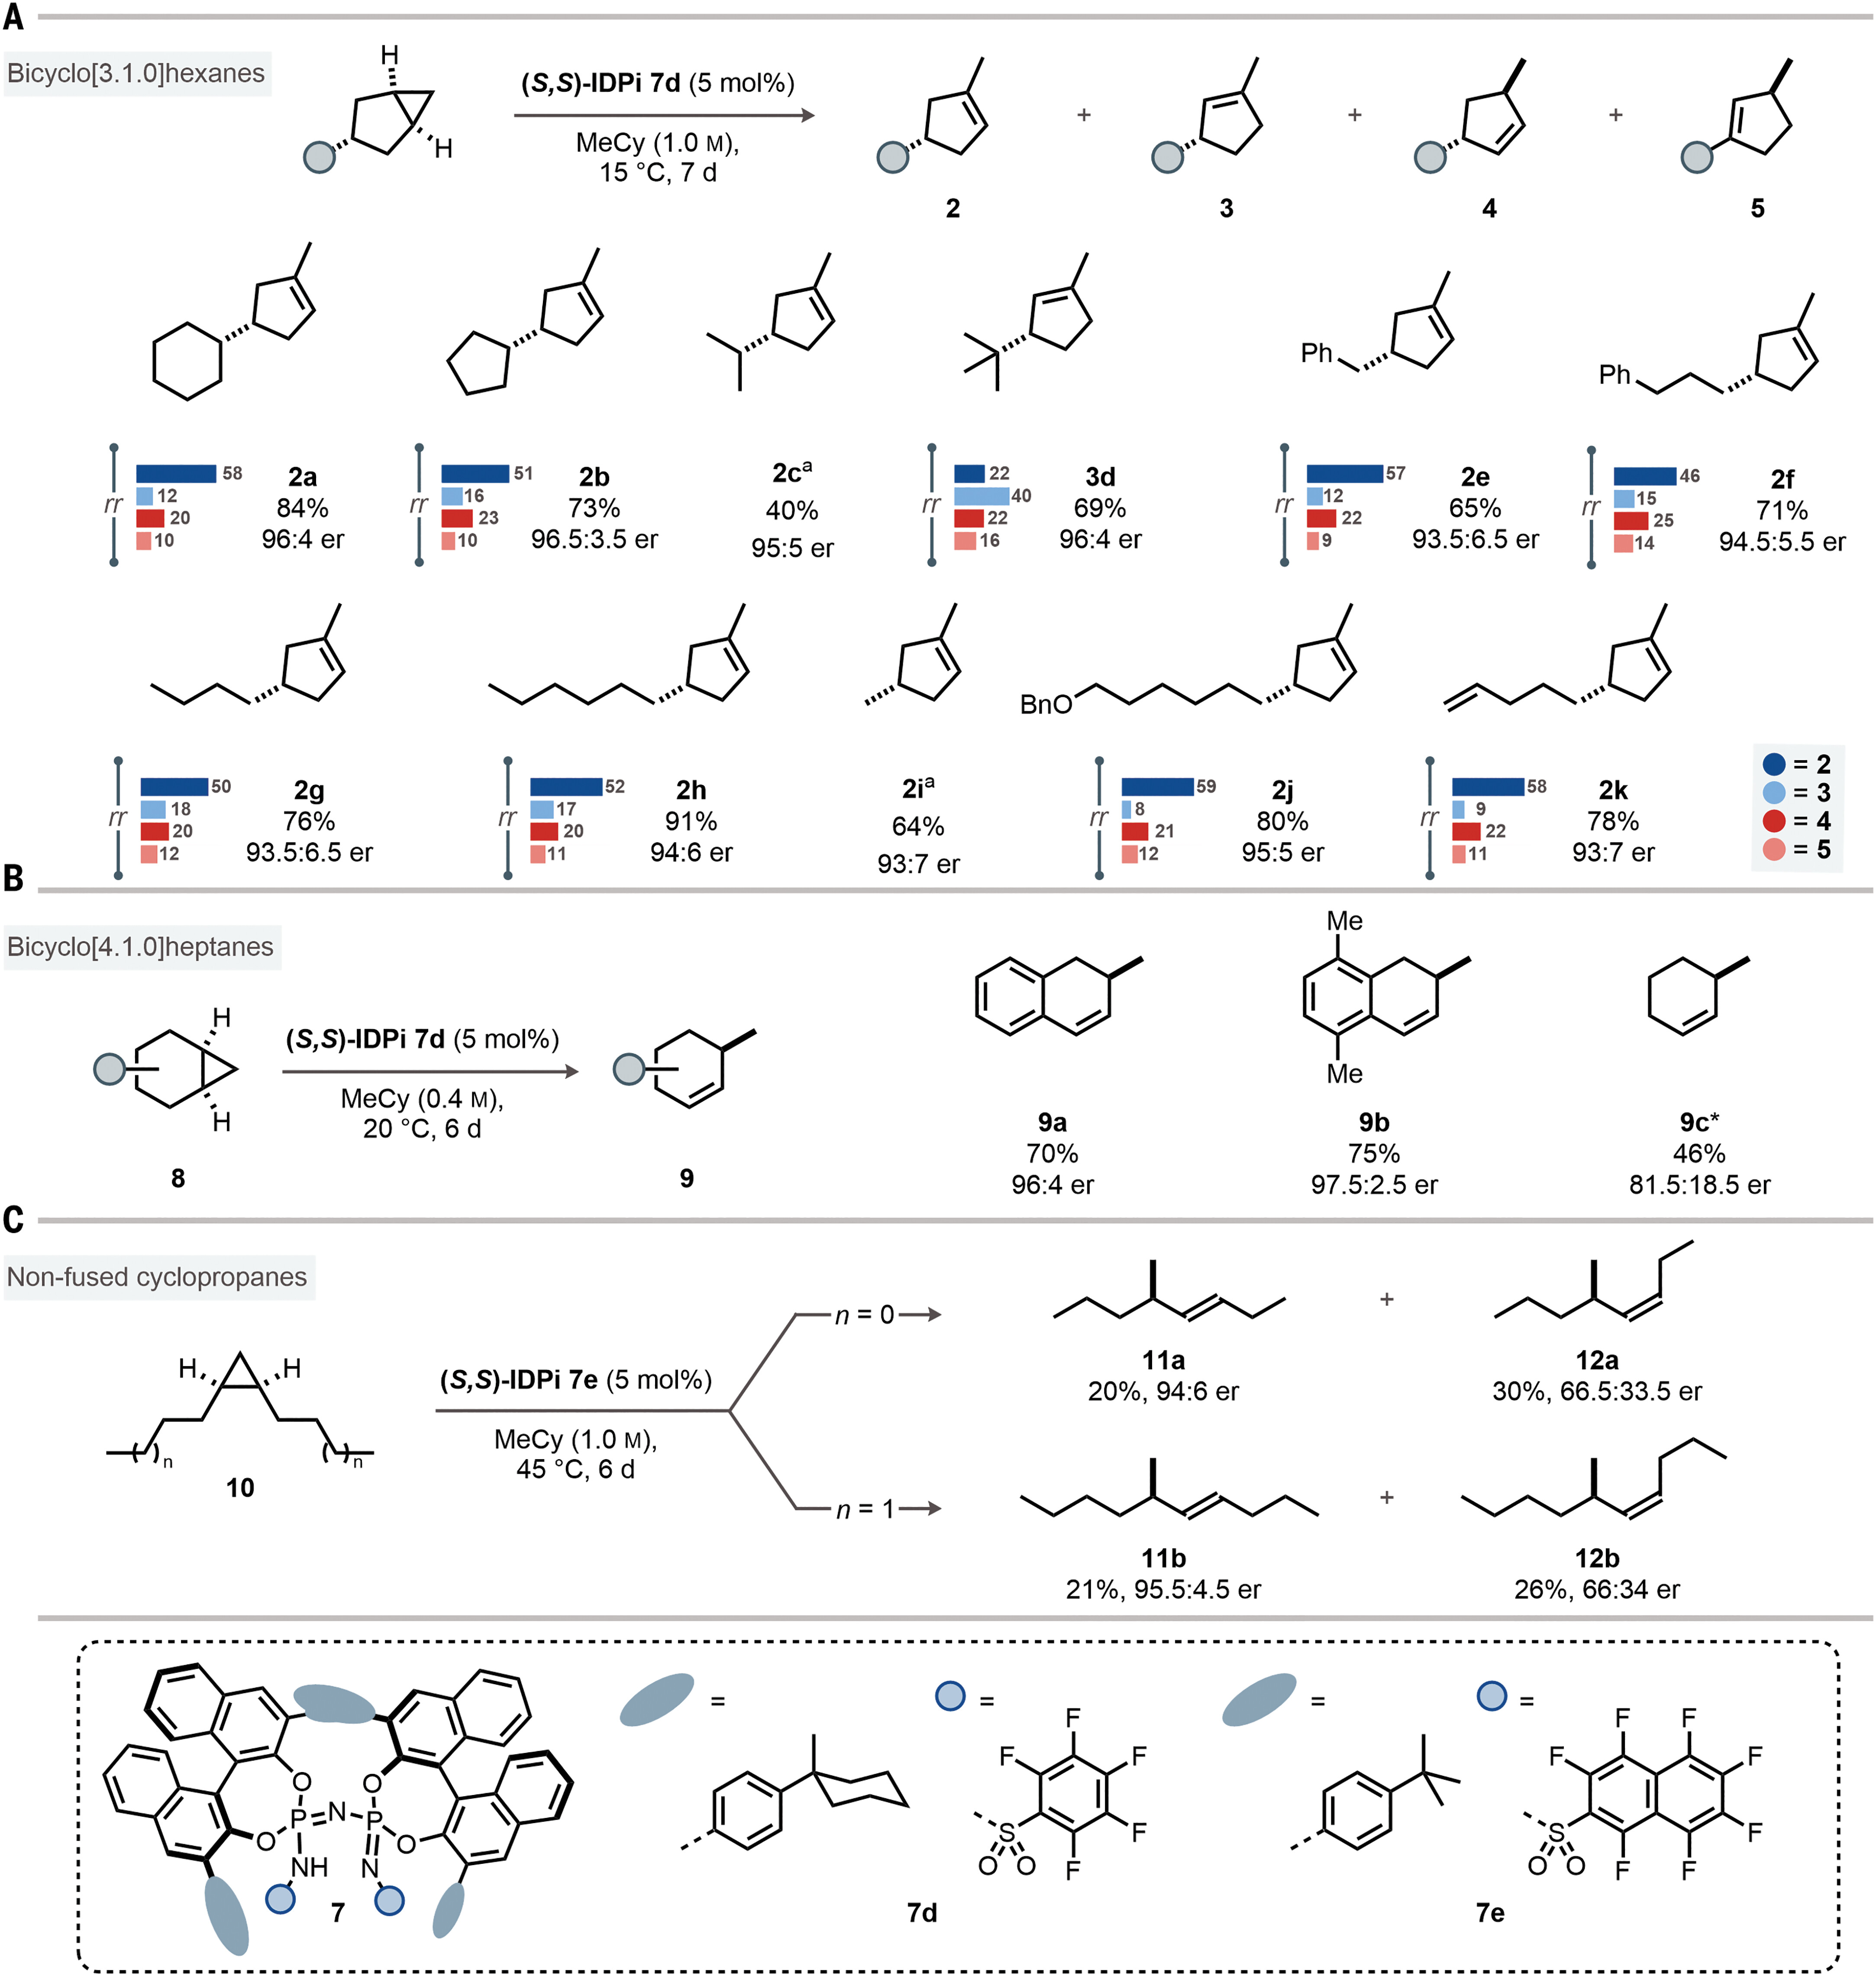 A
Bicyclo[3.1.0]hexanes
H
H
(S,S)-IDPi 7d (5 mol%)
MeCy (1.0 M),
15 °C, 7 d
+
+
+
2
3
4
5
Ph
Ph
rr
58
12
20
10
2a
84%
96:4 er
rr
51
16
23
10
2b
73%
96.5:3.5 er
2cᵃ
40%
95:5 er
rr
22
40
22
16
3d
69%
96:4 er
rr
57
12
22
9
2e
65%
93.5:6.5 er
rr
46
15
25
14
2f
71%
94.5:5.5 er
BnO
rr
50
18
20
12
2g
76%
93.5:6.5 er
rr
52
17
20
11
2h
91%
94:6 er
2iᵃ
64%
93:7 er
rr
59
8
21
12
2j
80%
95:5 er
rr
58
9
22
11
2k
78%
93:7 er
= 2
= 3
= 4
= 5
B
Bicyclo[4.1.0]heptanes
H
H
8
(S,S)-IDPi 7d (5 mol%)
MeCy (0.4 M),
20 °C, 6 d
9
9a
70%
96:4 er
Me
Me
9b
75%
97.5:2.5 er
9c*
46%
81.5:18.5 er
C
Non-fused cyclopropanes
H
H
n
n
10
(S,S)-IDPi 7e (5 mol%)
MeCy (1.0 M),
45 °C, 6 d
n = 0
+
11a
20%, 94:6 er
12a
30%, 66.5:33.5 er
n = 1
+
11b
21%, 95.5:4.5 er
12b
26%, 66:34 er
O
O
P
N
P
O
O
NH
N
7
=
=
F
F
F
F
F
S
O
O
7d
=
=
F
F
F
F
F
F
F
S
O
O
7e